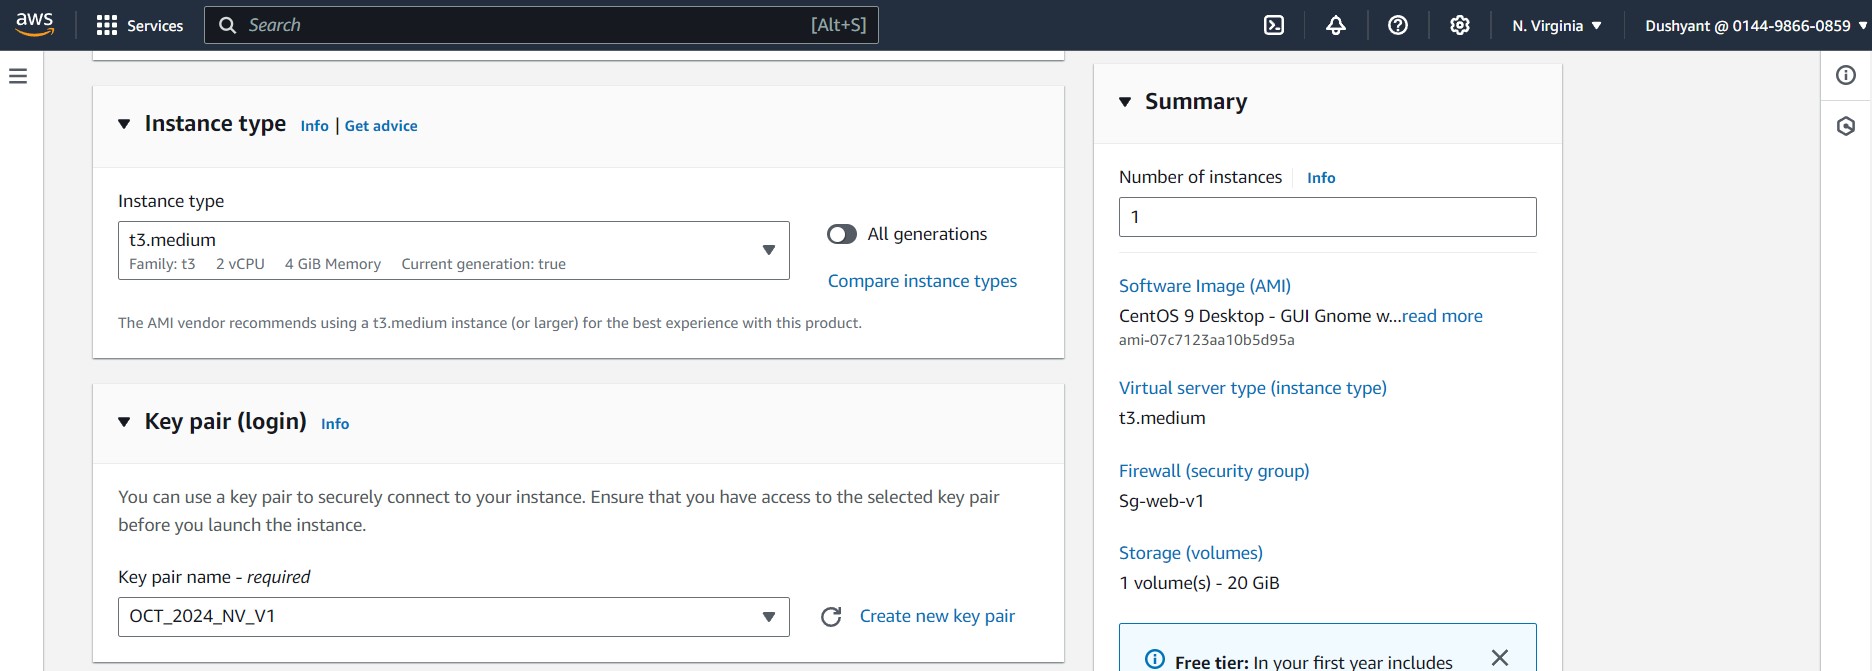 aws
Services
Search
[Alt+S]
N. Virginia
Dushyant @ 0144-9866-0859
Instance type Info | Get advice
Instance type
t3.medium
Family: t3 2 vCPU 4 GiB Memory Current generation: true
All generations
Compare instance types
The AMI vendor recommends using a t3.medium instance (or larger) for the best experience with this product.
Key pair (login) Info
You can use a key pair to securely connect to your instance. Ensure that you have access to the selected key pair
before you launch the instance.
Key pair name - required
OCT_2024_NV_V1
Create new key pair
Summary
Number of instances Info
1
Software Image (AMI)
CentOS 9 Desktop - GUI Gnome w...read more
ami-07c7123aa10b5d95a
Virtual server type (instance type)
t3.medium
Firewall (security group)
Sg-web-v1
Storage (volumes)
1 volume(s) - 20 GiB
Free tier: In your first year includes